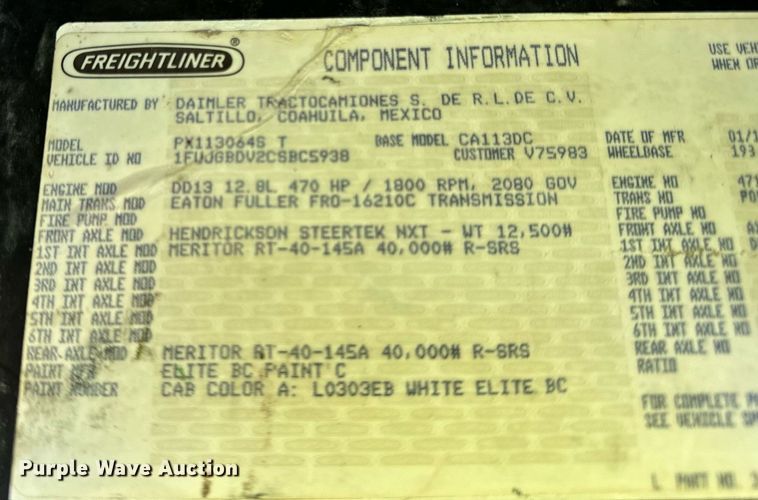 FREIGHTLINER®
COMPONENT INFORMATION
USE VEH
WHEN OR
MANUFACTURED BY DAIMLER TRACTOCAMIONES S. DE R.L.DE C.V.
SALTILLO, COAHUILA, MEXICO
MODEL PX113064S T BASE MODEL CA113DC DATE OF MFR 01/1
VEHICLE ID NO 1FUJGBDV2CSBC5938 CUSTOMER V75983 WHEELBASE 193
ENGINE MOD DD13 12.8L 470 HP / 1800 RPM, 2080 GOV ENGINE NO 471
MAIN TRANS MOD EATON FULLER FRO-16210C TRANSMISSION TRANS NO PO
FIRE PUMP MOD FIRE PUMP NO
FRONT AXLE MOD HENDRICKSON STEERTEK NXT - WT 12,500# FRONT AXLE NO
1ST INT AXLE MOD MERITOR RT-40-145A 40,000# R-SRS 1ST INT AXLE NO
2ND INT AXLE MOD 2ND INT AXLE NO
3RD INT AXLE MOD 3RD INT AXLE NO
4TH INT AXLE MOD 4TH INT AXLE NO
5TH INT AXLE MOD 5TH INT AXLE NO
6TH INT AXLE MOD 6TH INT AXLE NO
REAR AXLE MOD MERITOR RT-40-145A 40,000# R-SRS REAR AXLE NO
PAINT MFR ELITE BC PAINT C RATIO
PAINT NUMBER CAB COLOR A: L0303EB WHITE ELITE BC
FOR COMPLETE
SEE VEHICLE
PART NO.
Purple Wave Auction